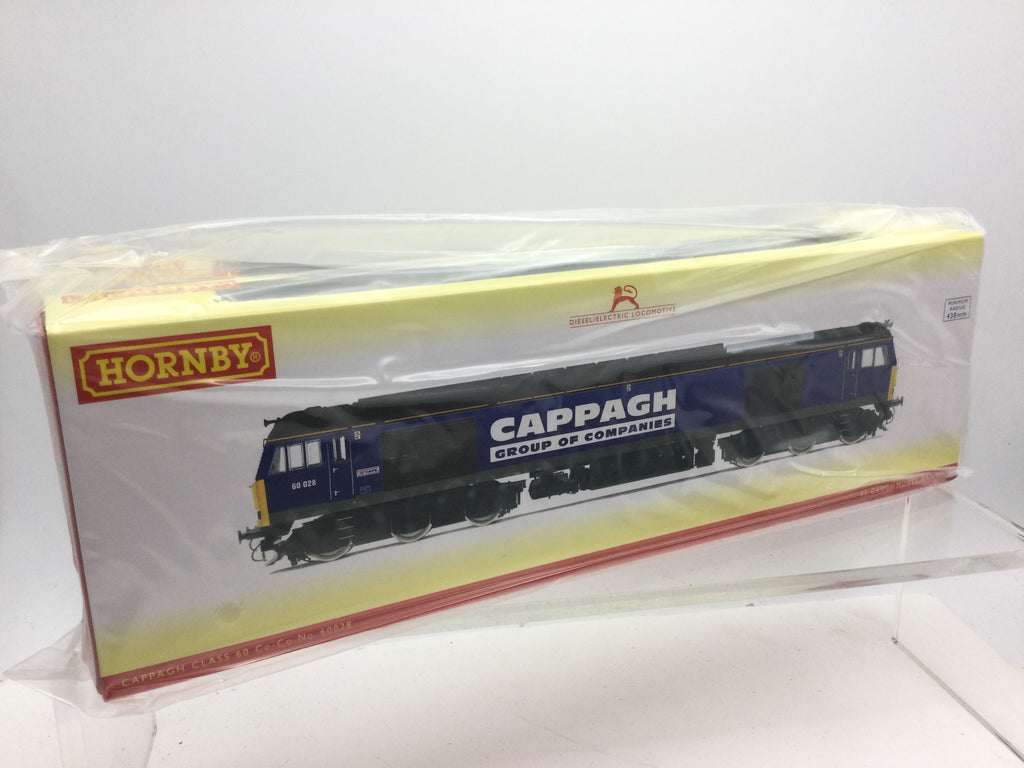 HORNBY®
DIESEL/ELECTRIC LOCOMOTIVE
MINIMUM
RADIUS
438mm
CAPPAGH
GROUP OF COMPANIES
60 028
CAPPAGH CLASS 60 Co-Co No. 60028